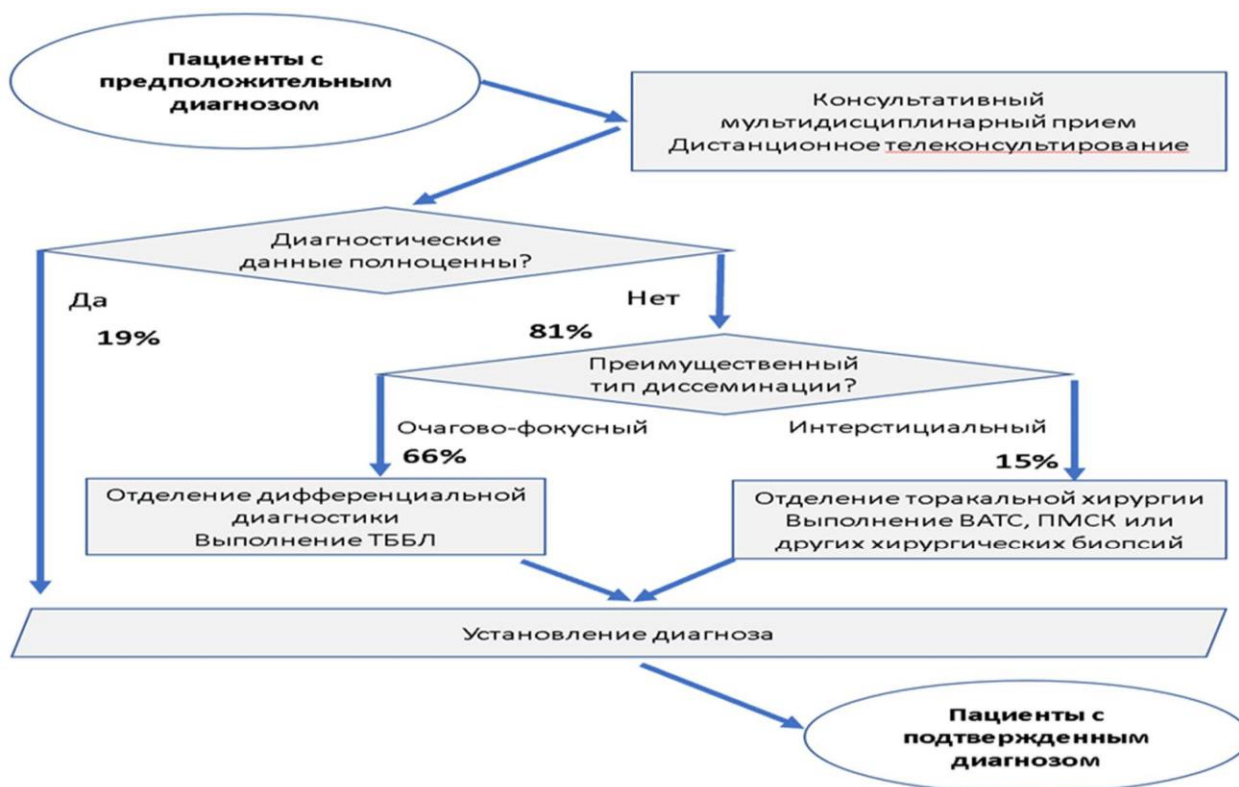 Пациенты с
предположительным
диагнозом
Консультативный
мультидисциплинарный прием
Дистанционное телеконсультирование
Диагностические
данные полноценны?
Да
19%
Нет
81%
Преимущественный
тип диссеминации?
Очагово-фокусный
66%
Интерстициальный
15%
Отделение дифференциальной
диагностики
Выполнение ТББЛ
Отделение торакальной хирургии
Выполнение ВАТС, ПМСК или
других хирургических биопсий
Установление диагноза
Пациенты с
подтвержденным
диагнозом